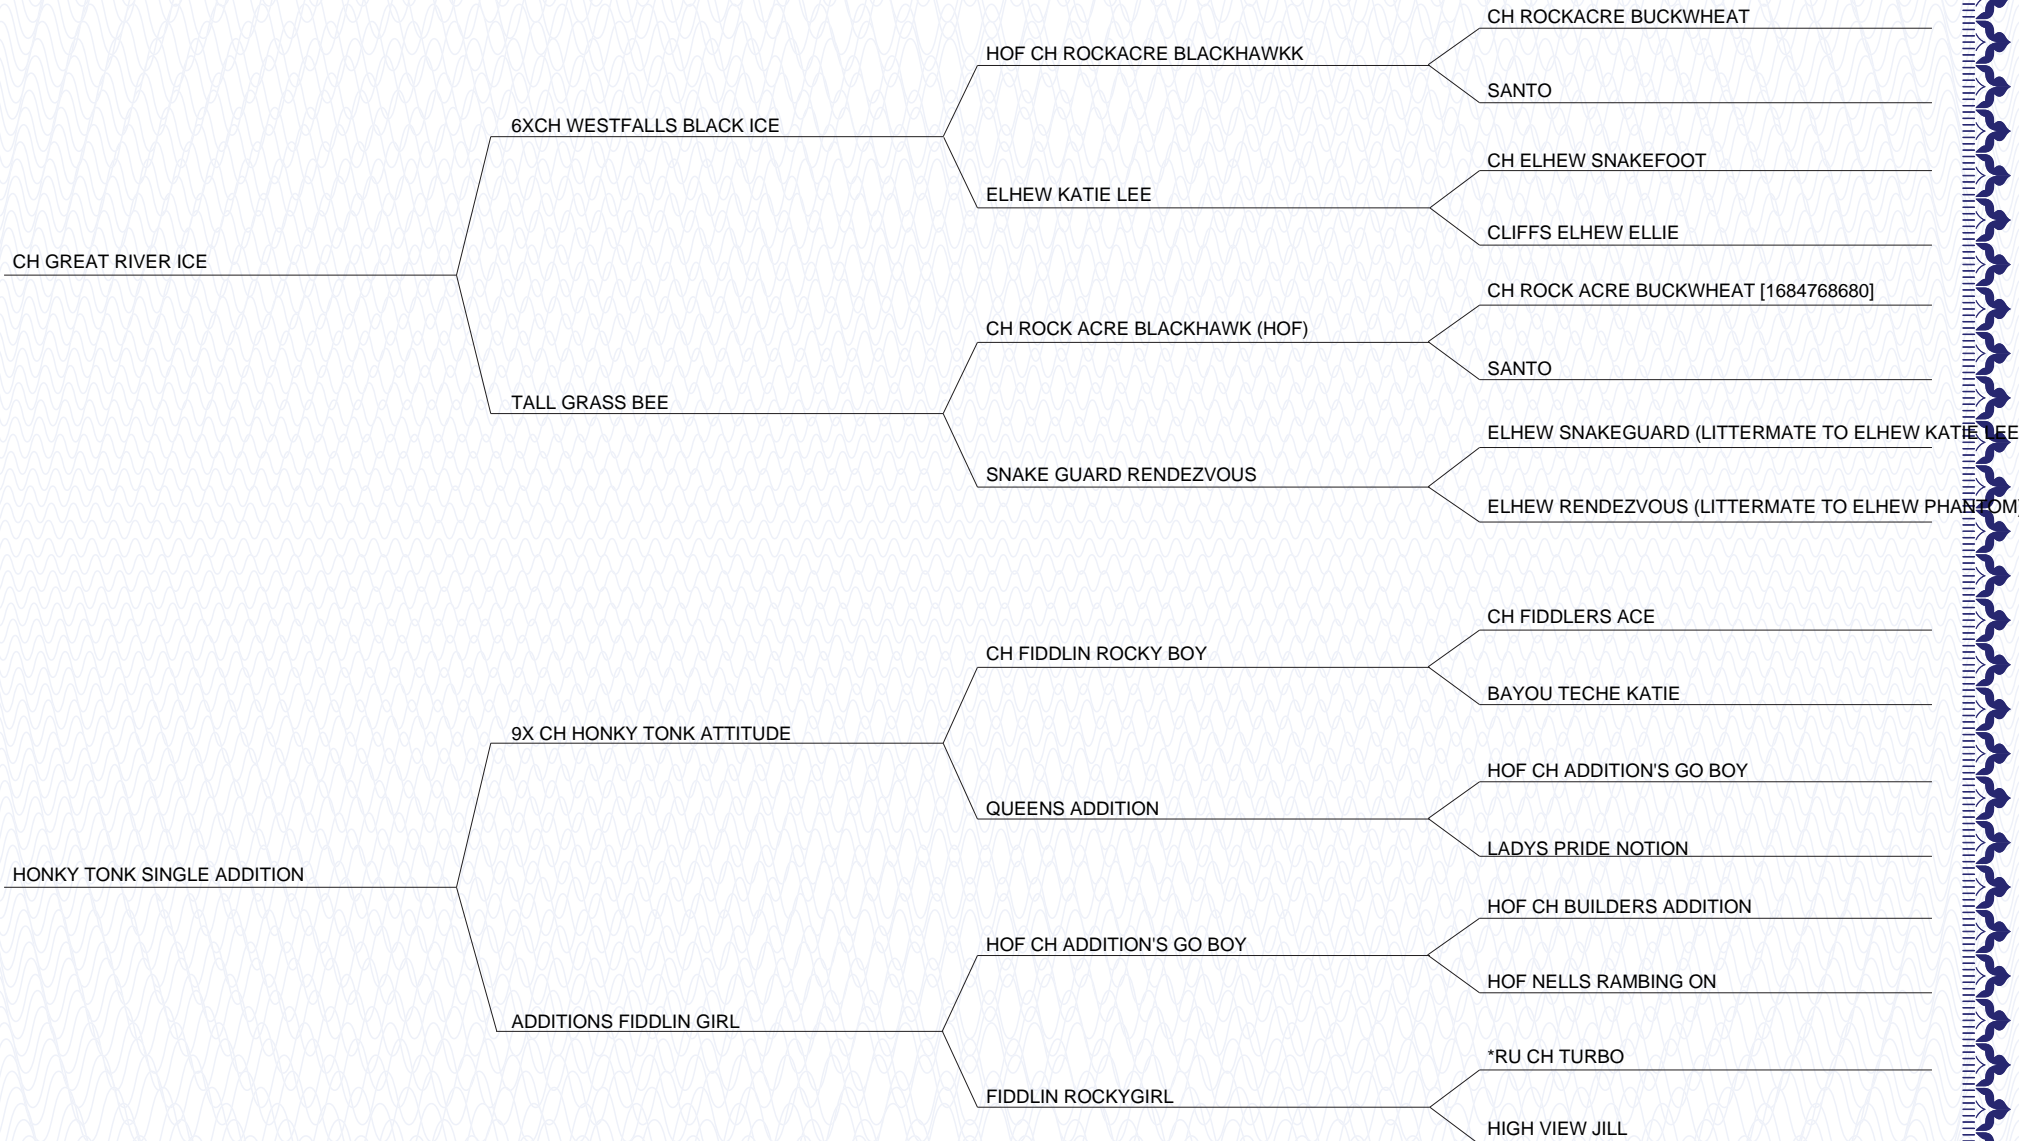 CH ROCKACRE BUCKWHEAT
HOF CH ROCKACRE BLACKHAWKK
SANTO
6XCH WESTFALLS BLACK ICE
CH ELHEW SNAKEFOOT
ELHEW KATIE LEE
CLIFFS ELHEW ELLIE
CH GREAT RIVER ICE
CH ROCK ACRE BUCKWHEAT [1684768680]
CH ROCK ACRE BLACKHAWK (HOF)
SANTO
TALL GRASS BEE
ELHEW SNAKEGUARD (LITTERMATE TO ELHEW KATIE LEE
SNAKE GUARD RENDEZVOUS
ELHEW RENDEZVOUS (LITTERMATE TO ELHEW PHANTOM)
CH FIDDLERS ACE
CH FIDDLIN ROCKY BOY
BAYOU TECHE KATIE
9X CH HONKY TONK ATTITUDE
HOF CH ADDITION'S GO BOY
QUEENS ADDITION
LADYS PRIDE NOTION
HONKY TONK SINGLE ADDITION
HOF CH BUILDERS ADDITION
HOF CH ADDITION'S GO BOY
HOF NELLS RAMBING ON
ADDITIONS FIDDLIN GIRL
*RU CH TURBO
FIDDLIN ROCKYGIRL
HIGH VIEW JILL